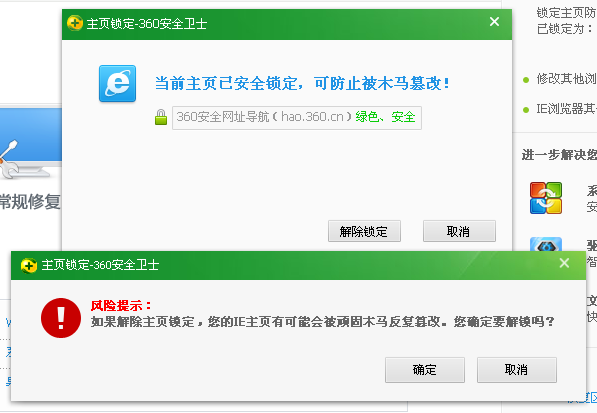 锁定主页防
已锁定为：
主页锁定-360安全卫士
当前主页已安全锁定，可防止被木马篡改！
360安全网址导航（hao.360.cn）绿色、安全
修改其他浏
IE浏览器其
进一步解决您
常规修复
系
安
解除锁定
取消
驱
智
主页锁定-360安全卫士
风险提示：
如果解除主页锁定，您的IE主页有可能会被顽固木马反复篡改。您确定要解锁吗？
文
快
确定
取消